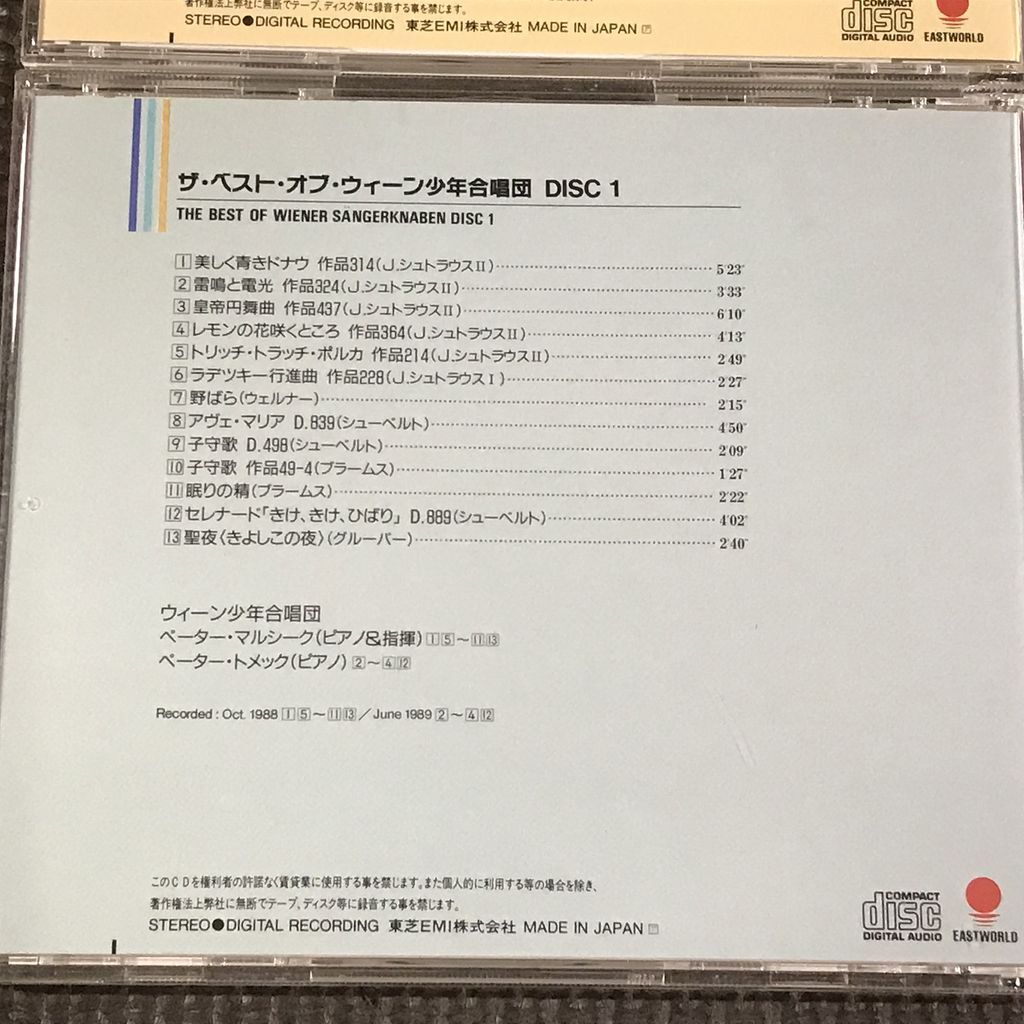 著作権法上弊社に無断でテープ、ディスク等に録音する事を禁じます。
STEREO●DIGITAL RECORDING 東芝EMI株式会社 MADE IN JAPAN
COMPACT
disc
DIGITAL AUDIO
EASTWORLD
ザ・ベスト・オブ・ウィーン少年合唱団 DISC 1
THE BEST OF WIENER SÄNGERKNABEN DISC 1
1 美しく青きドナウ 作品314(J.シュトラウスII) 5'23"
2 雷鳴と電光 作品324(J.シュトラウスII) 3'33"
3 皇帝円舞曲 作品437(J.シュトラウスII) 6'10"
4 レモンの花咲くところ 作品364(J.シュトラウスII) 4'13"
5 トリッチ・トラッチ・ポルカ 作品214(J.シュトラウスII) 2'49"
6 ラデツキー行進曲 作品228(J.シュトラウスI) 2'27"
7 野ばら(ウェルナー) 2'15"
8 アヴェ・マリア D.839(シューベルト) 4'50"
9 子守歌 D.498(シューベルト) 2'09"
10 子守歌 作品49-4(ブラームス) 1'27"
11 眠りの精(ブラームス) 2'22"
12 セレナード「きけ、きけ、ひばり」 D.889(シューベルト) 4'02"
13 聖夜〈きよしこの夜〉(グルーバー) 2'40"
ウィーン少年合唱団
ペーター・マルシーク(ピアノ&指揮) 1 5～11 13
ペーター・トメック(ピアノ) 2～4 12
Recorded : Oct. 1988 1 5～11 13／June 1989 2～4 12
このCDを権利者の許諾なく賃貸業に使用する事を禁じます。また個人的に利用する等の場合を除き、
著作権法上弊社に無断でテープ、ディスク等に録音する事を禁じます。
STEREO●DIGITAL RECORDING 東芝EMI株式会社 MADE IN JAPAN
COMPACT
disc
DIGITAL AUDIO
EASTWORLD